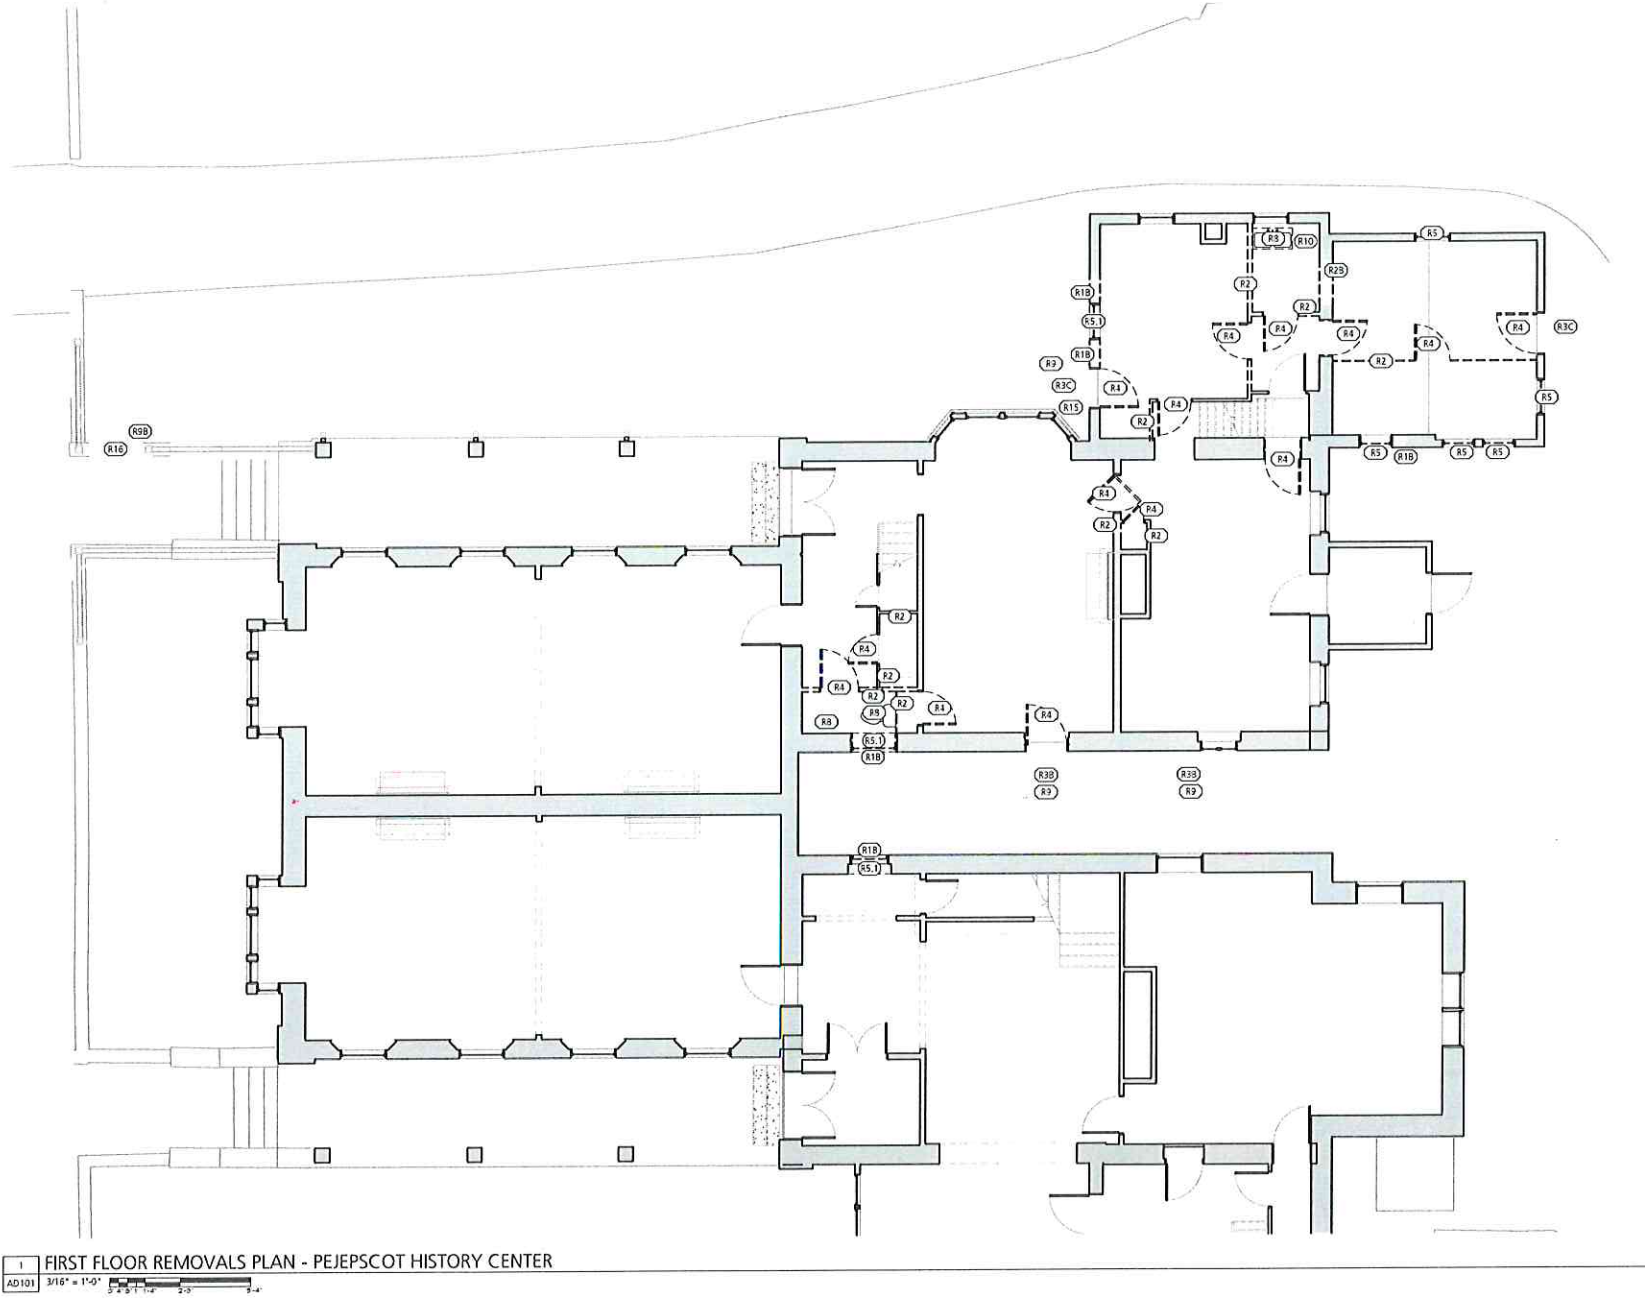 R5
R8
R10
R2B
R1B
R2
R2
R5.1
R4
R4
R4
R4
R3C
R4
R1B
R2
R9
R3C
R4
R5
R4
R15
R2
R9B
R16
R5
R1B
R5
R5
R4
R4
R4
R2
R2
R2
R4
R2
R4
R2
R2
R4
R4
R8
R8
R5.1
R1B
R3B
R3B
R9
R9
R1B
R5.1
1
FIRST FLOOR REMOVALS PLAN - PEJEPSCOT HISTORY CENTER
AD101
3/16" = 1'-0"